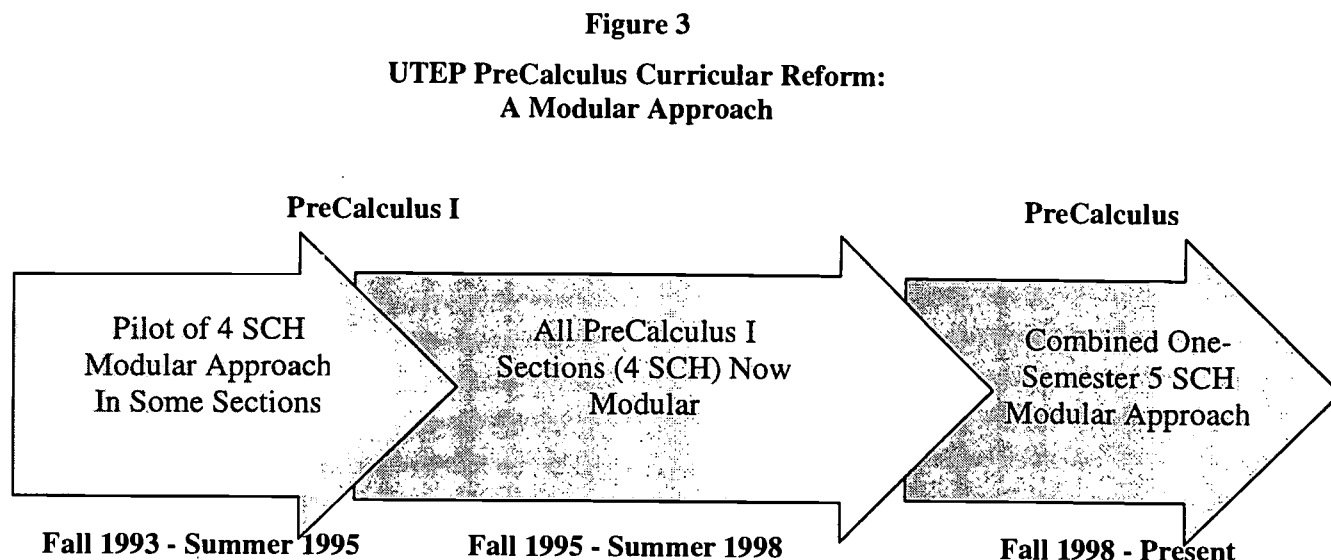 Figure 3
UTEP PreCalculus Curricular Reform:
A Modular Approach
PreCalculus I
PreCalculus
Pilot of 4 SCH
Modular Approach
In Some Sections
All PreCalculus I
Sections (4 SCH) Now
Modular
Combined One-
Semester 5 SCH
Modular Approach
Fall 1993 - Summer 1995
Fall 1995 - Summer 1998
Fall 1998 - Present